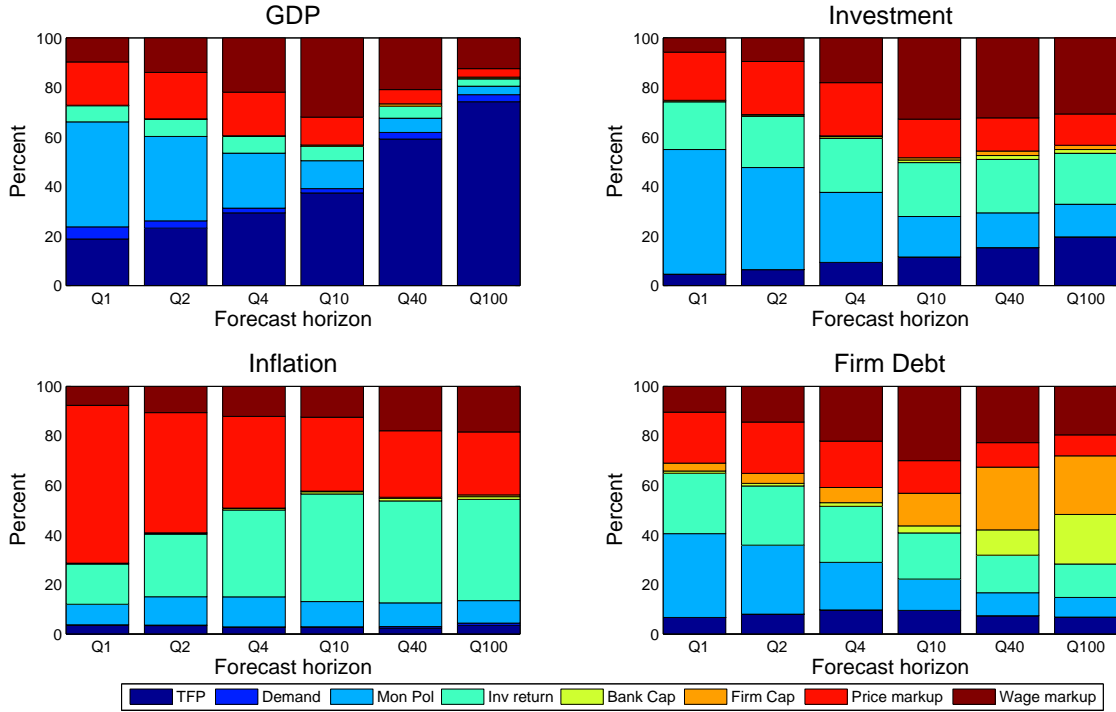 GDP
100
80
60
40
20
0
Percent
Q1 Q2 Q4 Q10 Q40 Q100
Forecast horizon
Investment
100
80
60
40
20
0
Percent
Q1 Q2 Q4 Q10 Q40 Q100
Forecast horizon
Inflation
100
80
60
40
20
0
Percent
Q1 Q2 Q4 Q10 Q40 Q100
Forecast horizon
Firm Debt
100
80
60
40
20
0
Percent
Q1 Q2 Q4 Q10 Q40 Q100
Forecast horizon
TFP Demand Mon Pol Inv return Bank Cap Firm Cap Price markup Wage markup